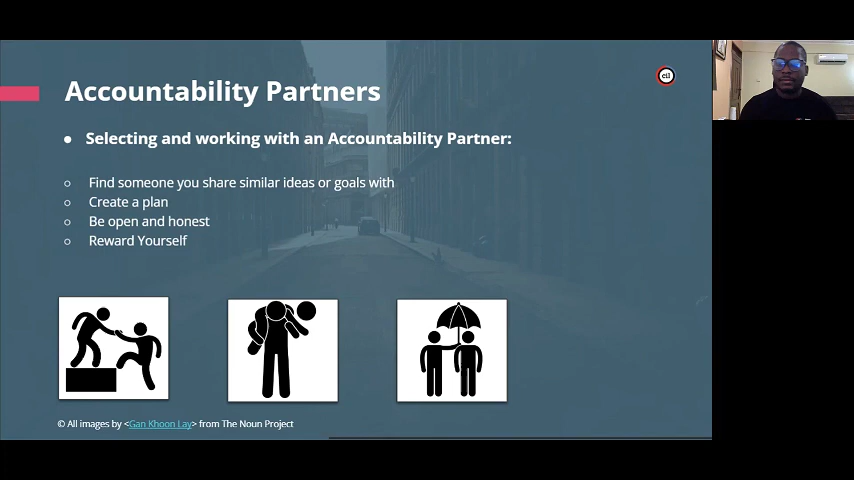 Accountability Partners
Selecting and working with an Accountability Partner:
Find someone you share similar ideas or goals with
Create a plan
Be open and honest
Reward Yourself
© All images by <Gan Khoon Lay> from The Noun Project
ctl